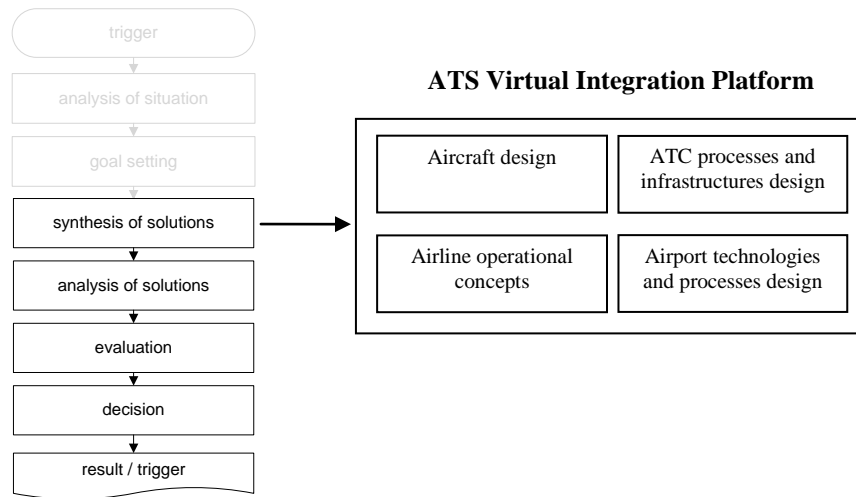 trigger
analysis of situation
goal setting
synthesis of solutions
analysis of solutions
evaluation
decision
result / trigger
ATS Virtual Integration Platform
Aircraft design
ATC processes and
infrastructures design
Airline operational
concepts
Airport technologies
and processes design